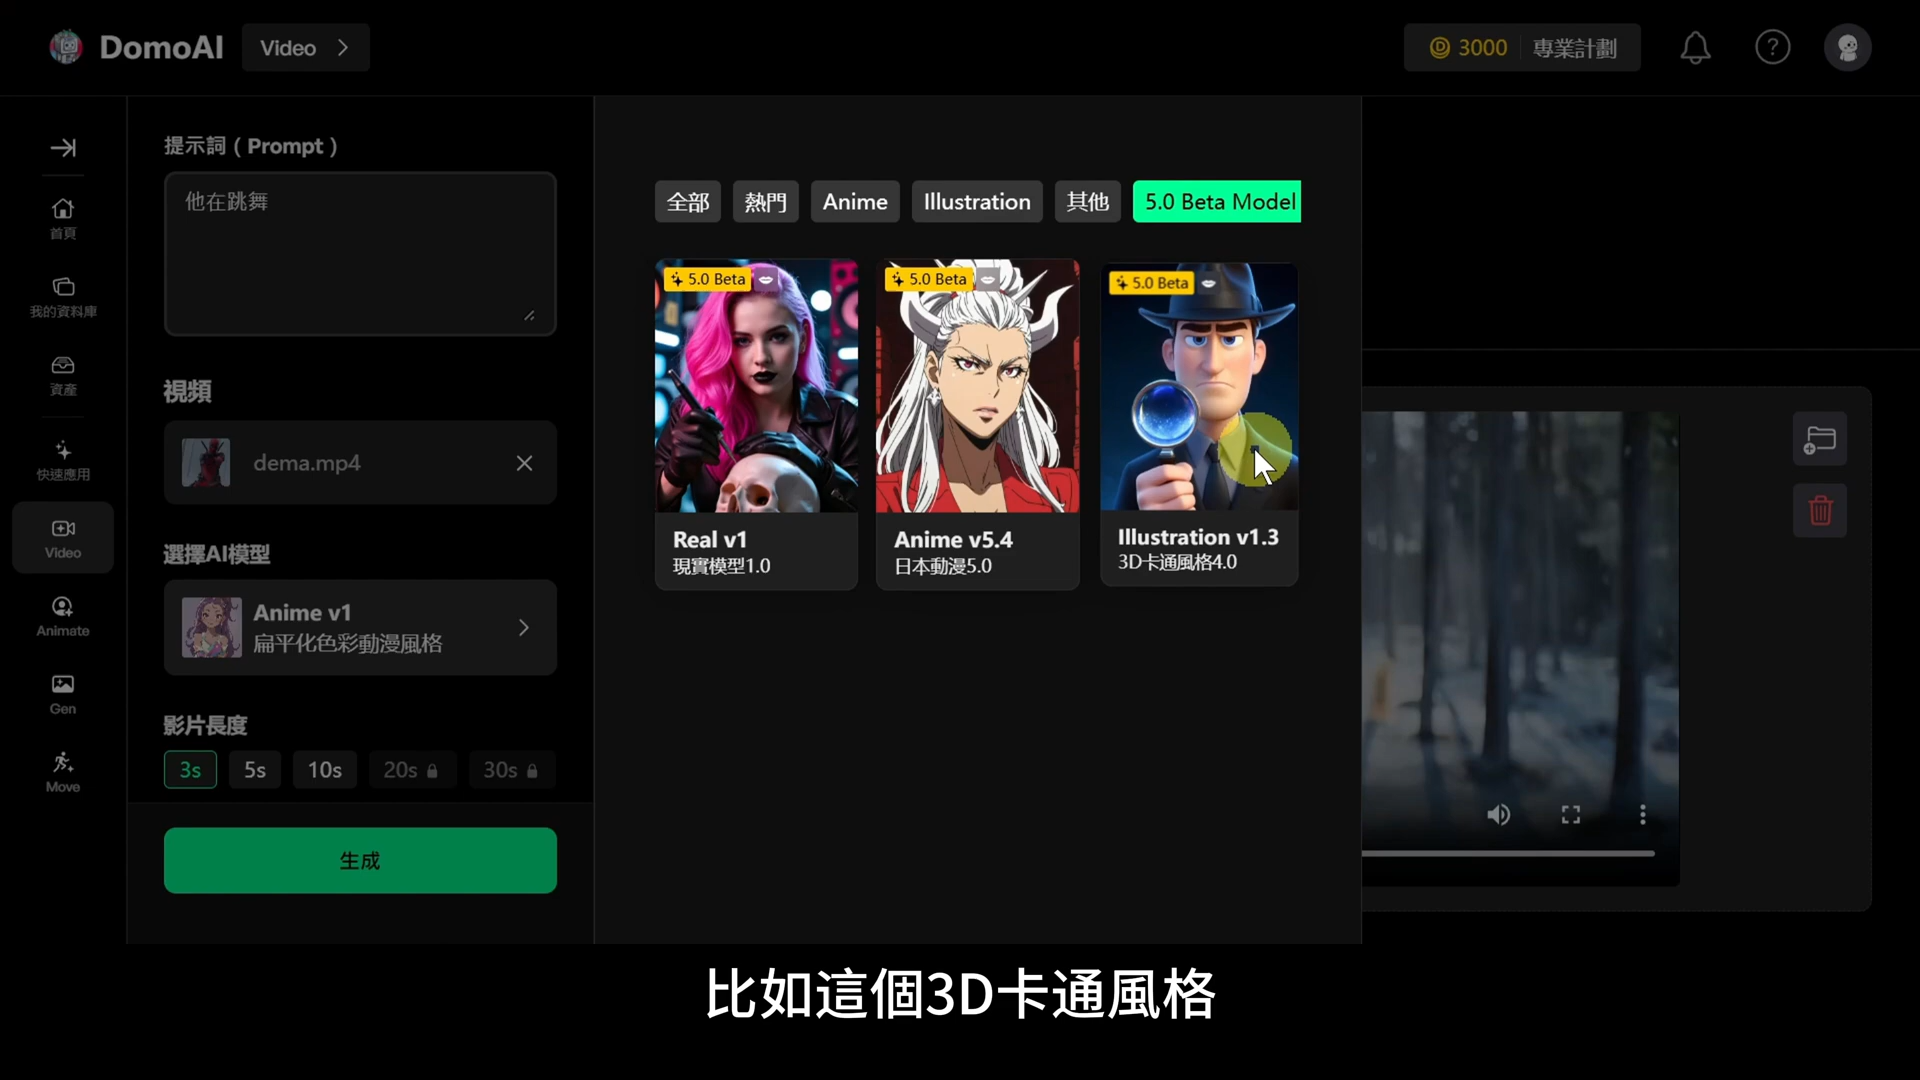 DomoAI
Video
3000 專業計劃
首頁
我的資料庫
資產
快速應用
Video
Animate
Gen
Move
提示詞 ( Prompt )
他在跳舞
視頻
dema.mp4
選擇AI模型
Anime v1
扁平化色彩動漫風格
影片長度
3s 5s 10s 20s 30s
生成
全部 熱門 Anime Illustration 其他 5.0 Beta Model
5.0 Beta
Real v1
現實模型1.0
5.0 Beta
Anime v5.4
日本動漫5.0
5.0 Beta
Illustration v1.3
3D卡通風格4.0
比如這個3D卡通風格